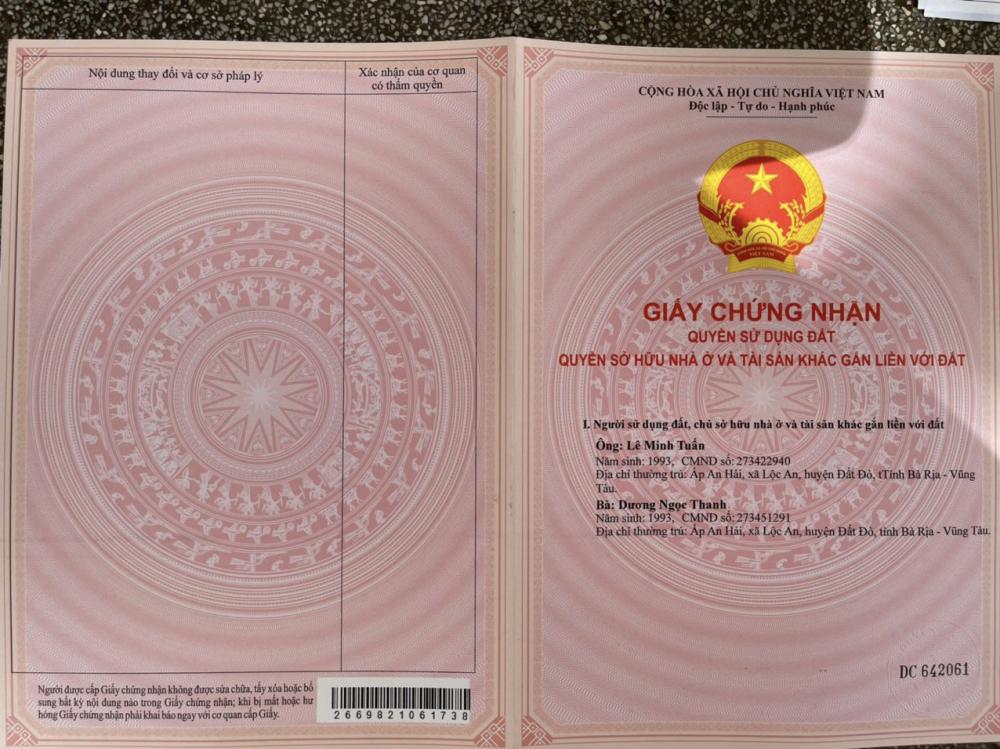 Nội dung thay đổi và cơ sở pháp lý
Xác nhận của cơ quan
có thẩm quyền
Người được cấp Giấy chứng nhận không được sửa chữa, tẩy xóa hoặc bổ
sung bất kỳ nội dung nào trong Giấy chứng nhận; khi bị mất hoặc hư
hỏng Giấy chứng nhận phải khai báo ngay với cơ quan cấp Giấy.
2669821061738
CỘNG HÒA XÃ HỘI CHỦ NGHĨA VIỆT NAM
Độc lập - Tự do - Hạnh phúc
VIỆT NAM
GIẤY CHỨNG NHẬN
QUYỀN SỬ DỤNG ĐẤT
QUYỀN SỞ HỮU NHÀ Ở VÀ TÀI SẢN KHÁC GẮN LIỀN VỚI ĐẤT
I. Người sử dụng đất, chủ sở hữu nhà ở và tài sản khác gắn liền với đất
Ông: Lê Minh Tuấn
Năm sinh: 1993, CMND số: 273422940
Địa chỉ thường trú: Ấp An Hải, xã Lộc An, huyện Đất Đỏ, tTỉnh Bà Rịa - Vũng
Tàu.
Bà: Dương Ngọc Thanh
Năm sinh: 1993, CMND số: 273451291
Địa chỉ thường trú: Ấp An Hải, xã Lộc An, huyện Đất Đỏ, tỉnh Bà Rịa - Vũng Tàu.
DC 642061